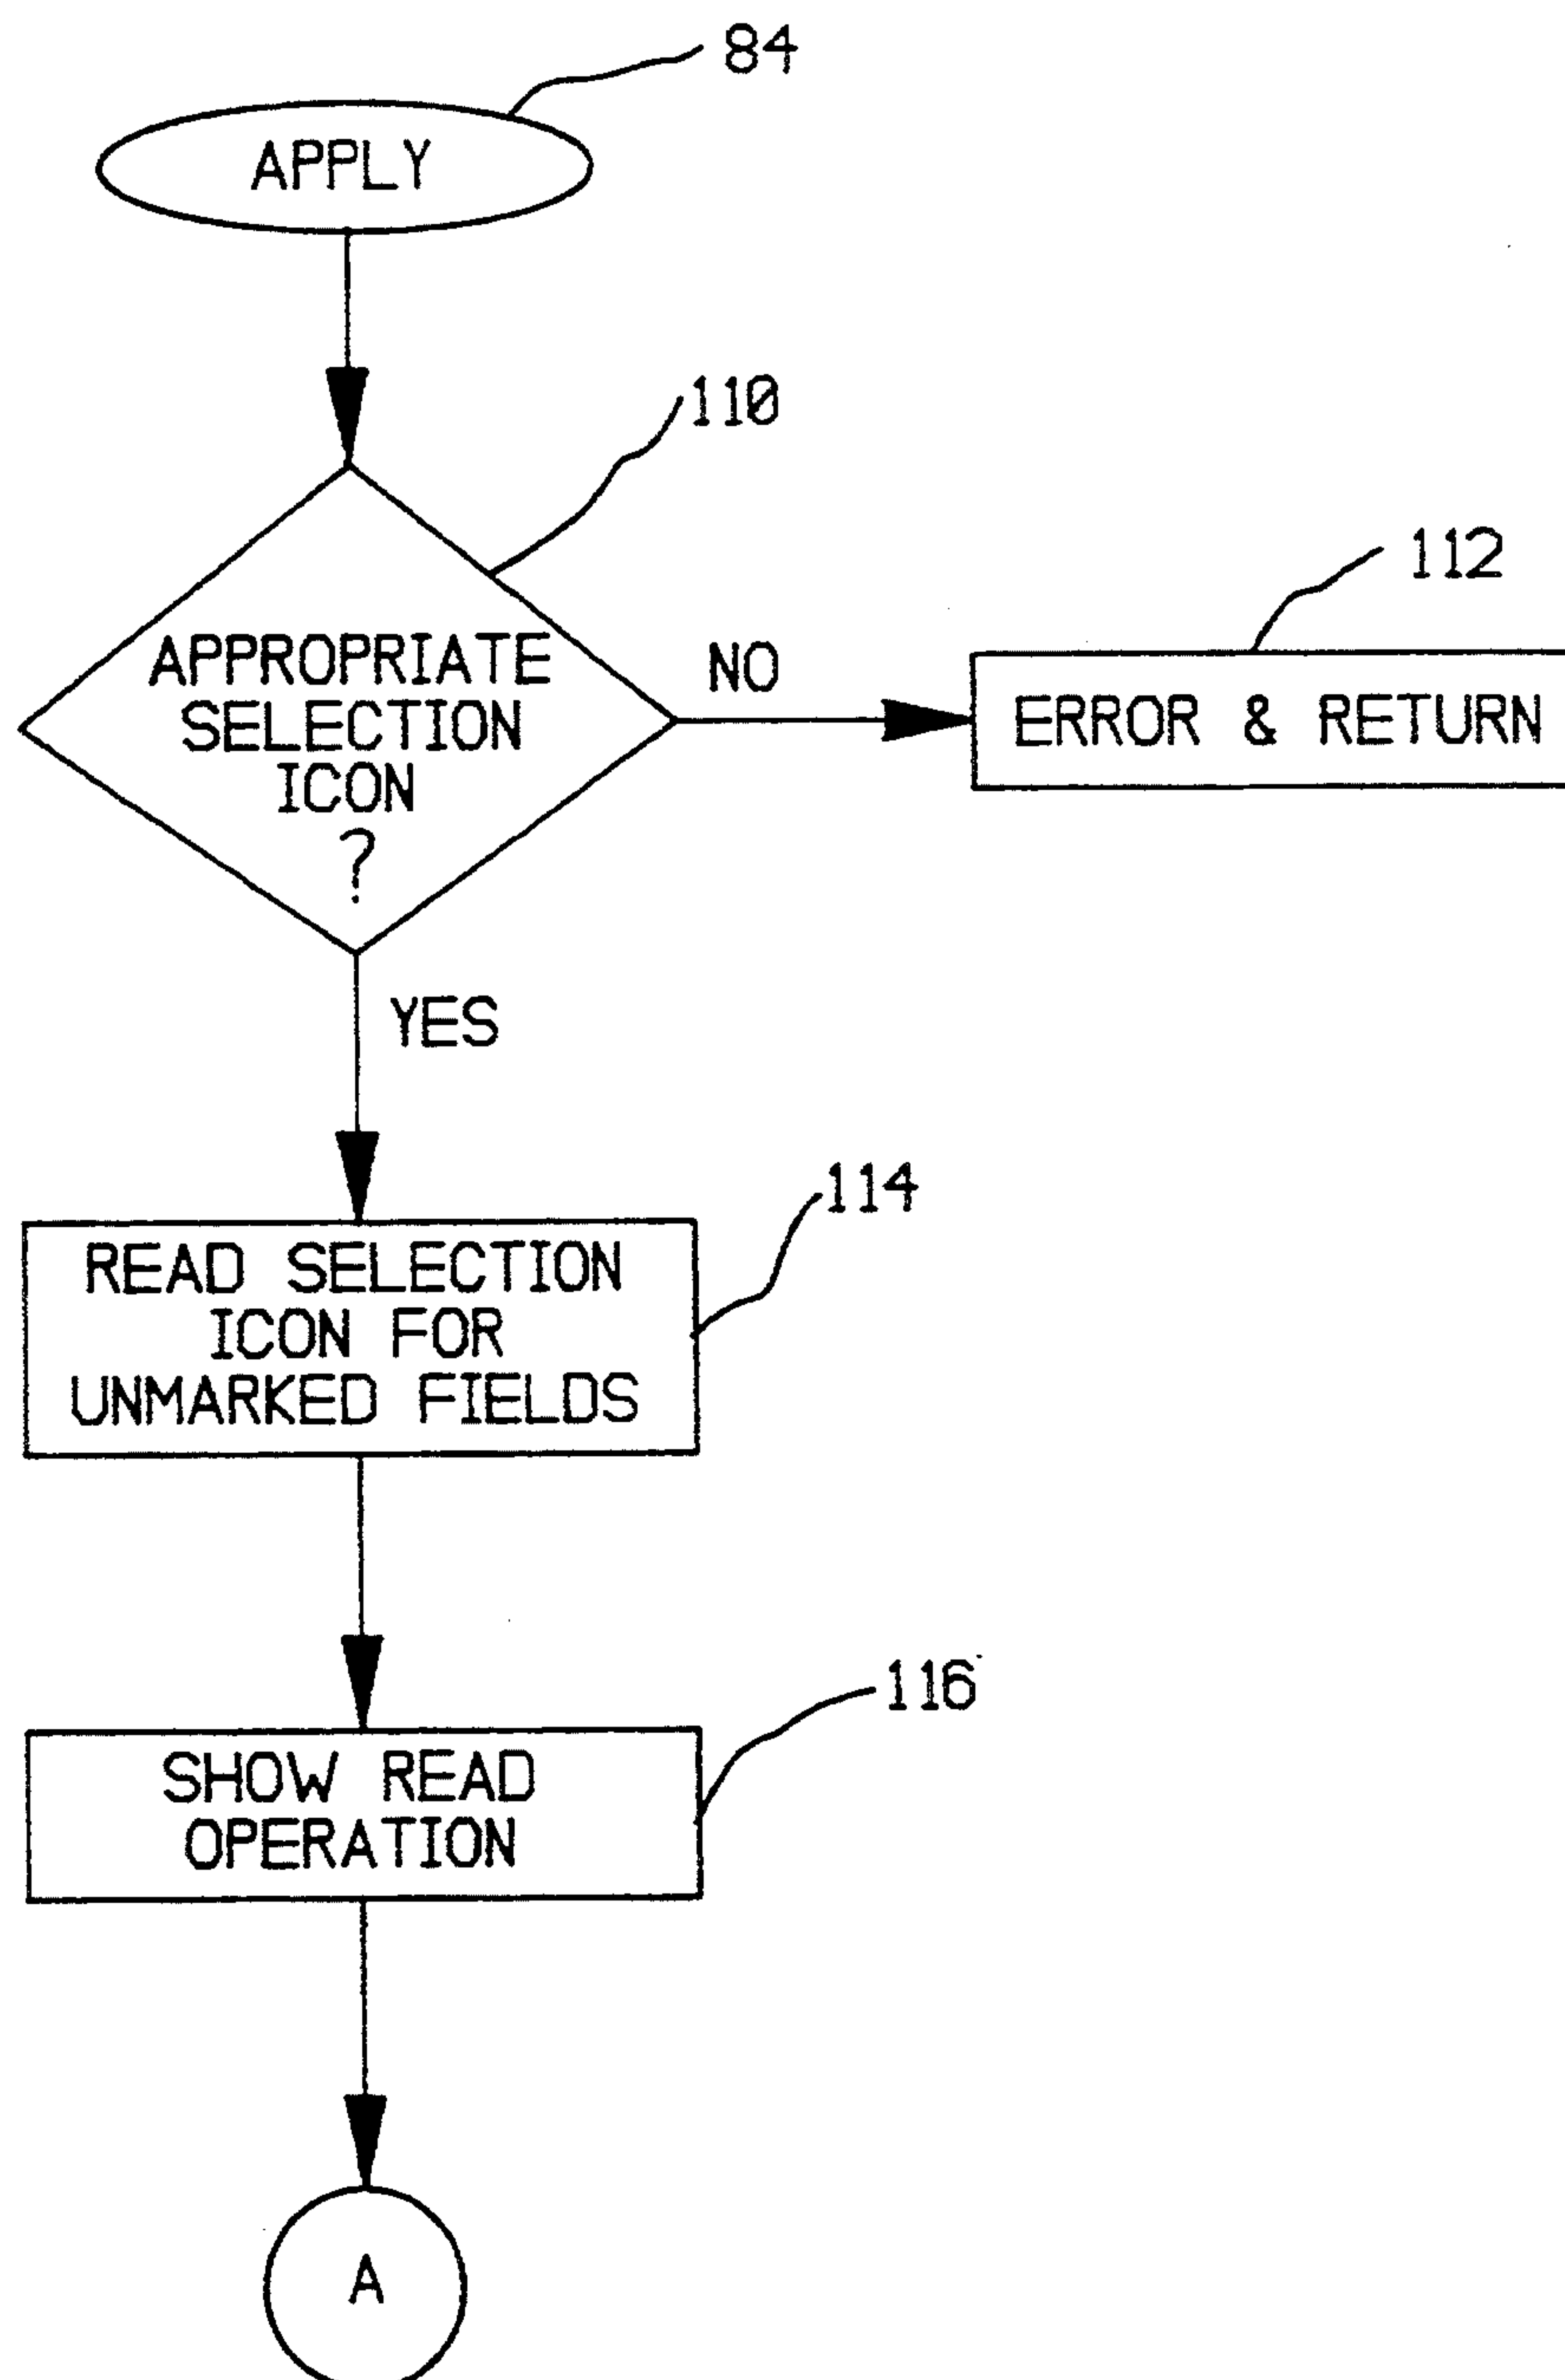 84
APPLY
110
APPROPRIATE
SELECTION
ICON
?
NO
112
ERROR & RETURN
YES
114
READ SELECTION
ICON FOR
UNMARKED FIELDS
116
SHOW READ
OPERATION
A